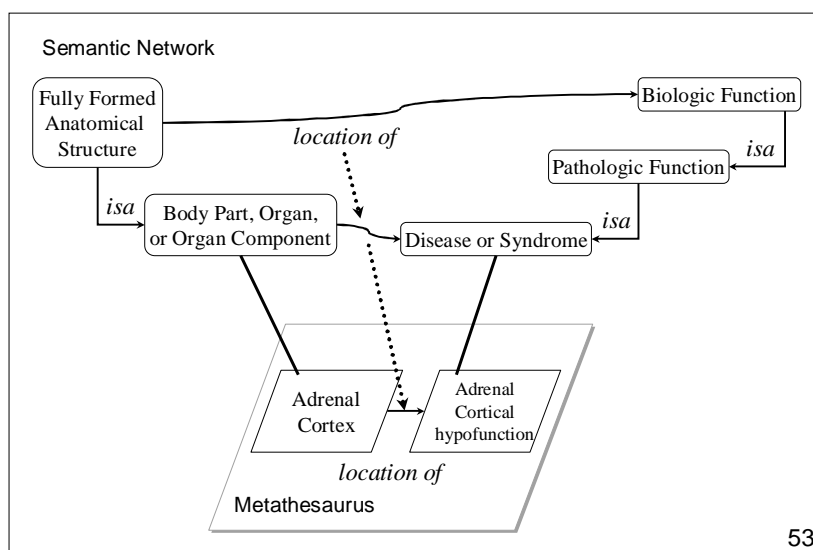 Semantic Network
Fully Formed
Anatomical
Structure
Biologic Function
location of
isa
Pathologic Function
isa
isa
Body Part, Organ,
or Organ Component
Disease or Syndrome
Adrenal
Cortex
Adrenal
Cortical
hypofunction
location of
Metathesaurus
53